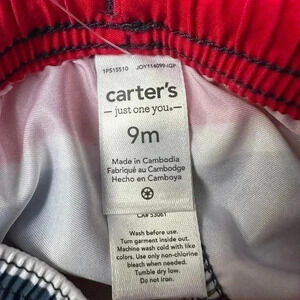 1P515510 JOY114099-IGP
carter's
just one you®
9m
Made in Cambodia
Fabriqué au Cambodge
Hecho en Camboya
CA# 53061
Wash before use.
Turn garment inside out.
Machine wash cold with like
colors. Use only non-chlorine
bleach when needed.
Tumble dry low.
Do not iron.